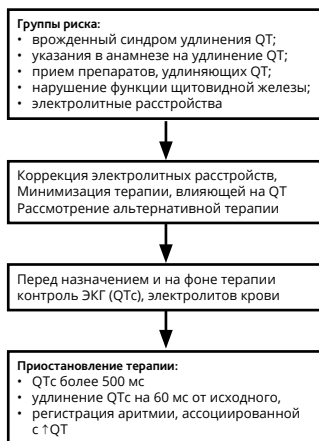 Группы риска:
• врожденный синдром удлинения QT;
• указания в анамнезе на удлинение QT;
• прием препаратов, удлиняющих QT;
• нарушение функции щитовидной железы;
• электролитные расстройства
Коррекция электролитных расстройств,
Минимизация терапии, влияющей на QT
Рассмотрение альтернативной терапии
Перед назначением и на фоне терапии
контроль ЭКГ (QTc), электролитов крови
Приостановление терапии:
• QTc более 500 мс
• удлинение QTc на 60 мс от исходного,
• регистрация аритмии, ассоциированной
с ↑QT